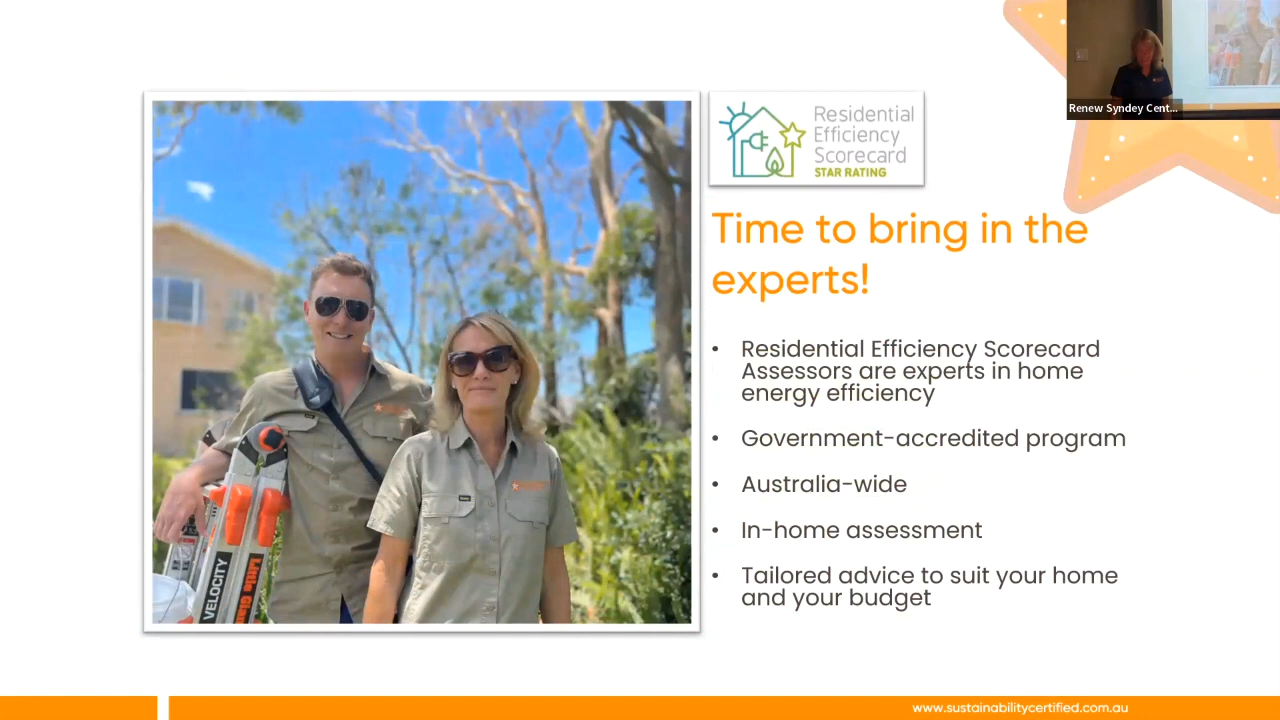 Renew Syndey Cent...
Residential
Efficiency
Scorecard
STAR RATING
Time to bring in the
experts!
• Residential Efficiency Scorecard
Assessors are experts in home
energy efficiency
• Government-accredited program
• Australia-wide
• In-home assessment
• Tailored advice to suit your home
and your budget
VELOCITY
www.sustainabilitycertified.com.au